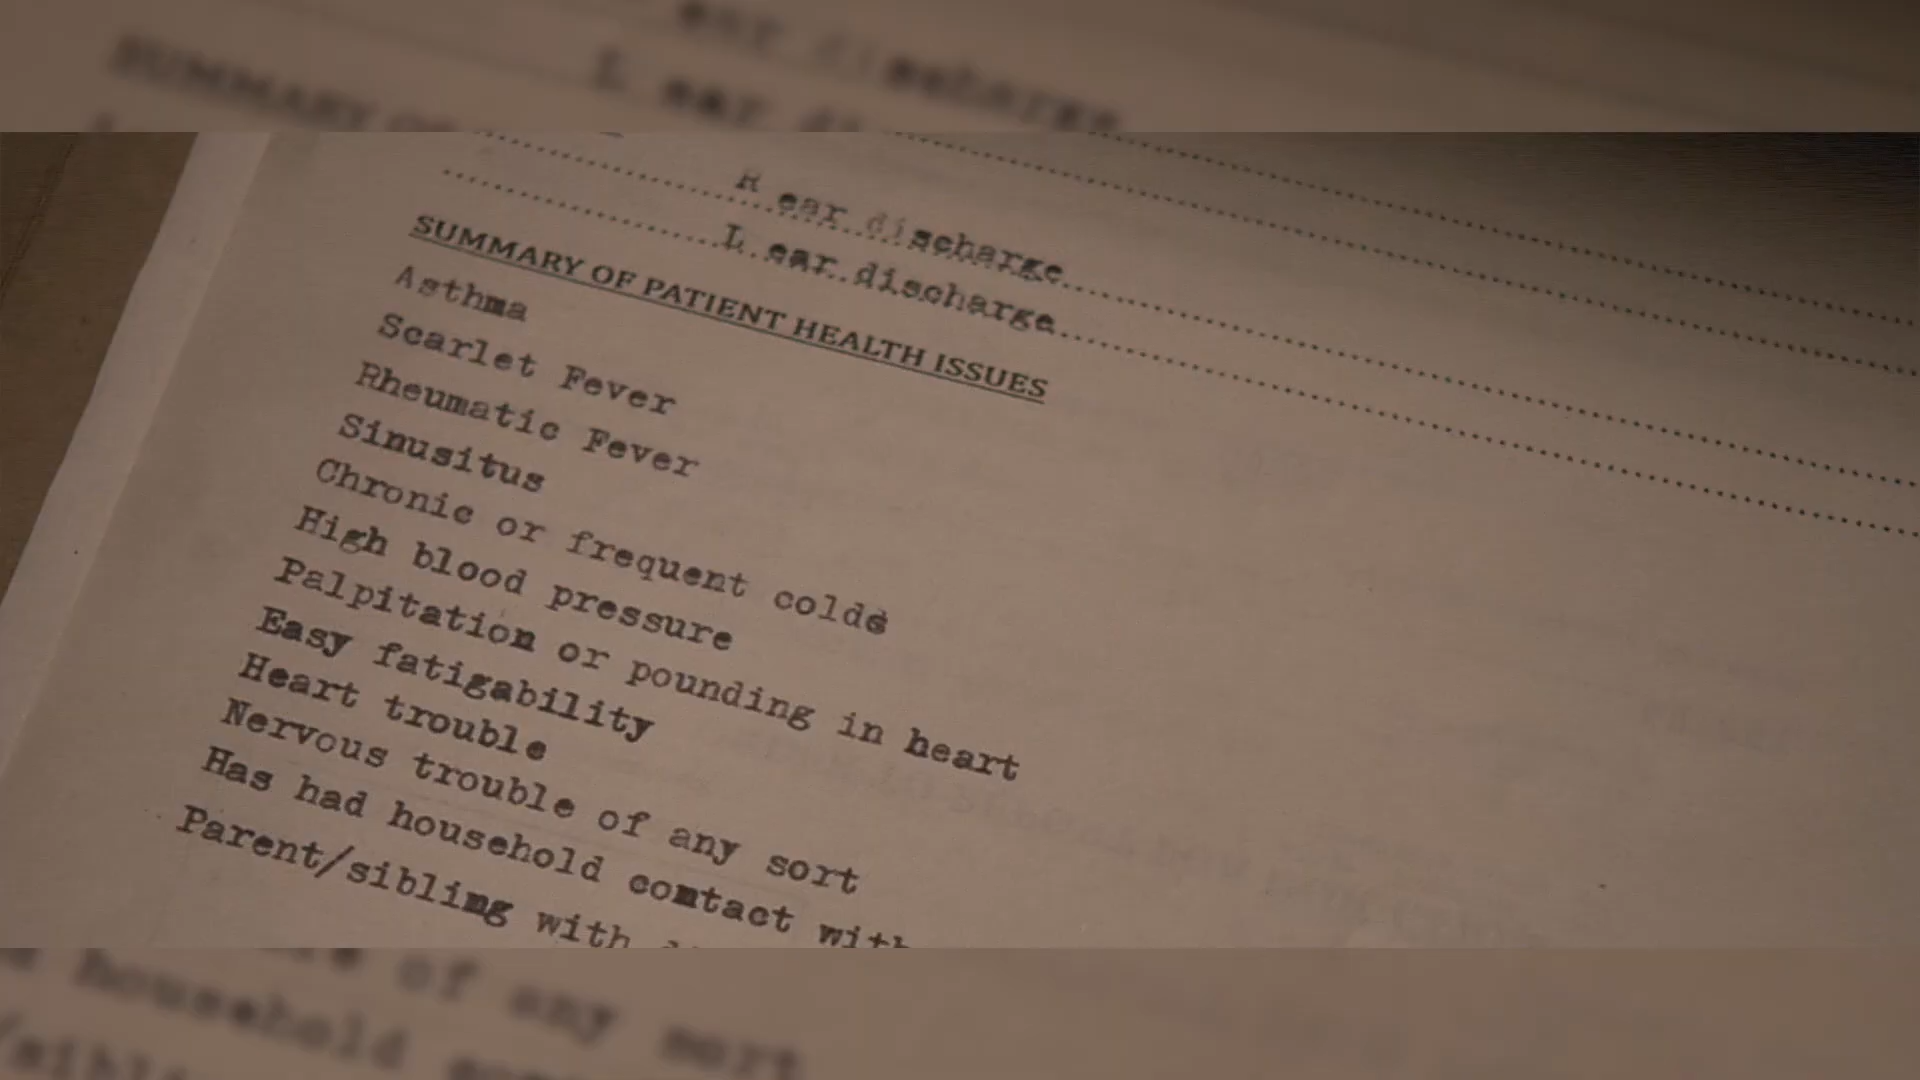 R ear discharge
L ear discharge
SUMMARY OF PATIENT HEALTH ISSUES
Asthma
Scarlet Fever
Rheumatic Fever
Sinusitus
Chronic or frequent colds
High blood pressure
Palpitation or pounding in heart
Easy fatigability
Heart trouble
Nervous trouble of any sort
Has had household contact with
Parent/sibling with